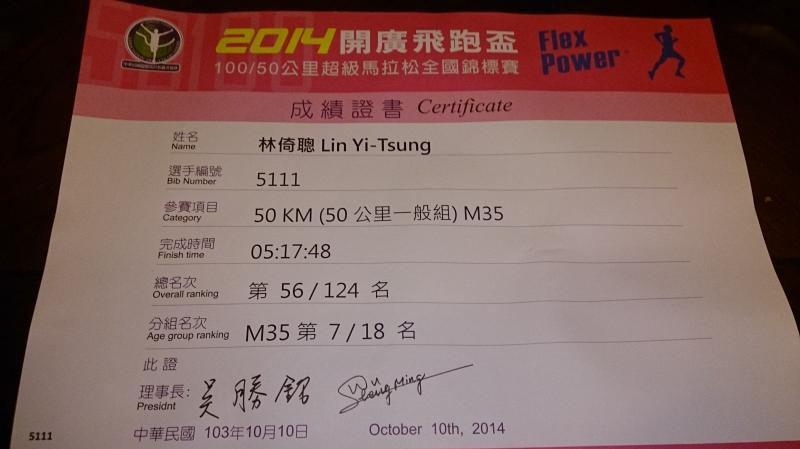 2014 開廣飛跑盃
100/50公里超級馬拉松全國錦標賽
Flex
Power
成績證書 Certificate
姓名 林倚聰 Lin Yi-Tsung
Name
選手編號 5111
Bib Number
參賽項目 50 KM (50 公里一般組) M35
Category
完成時間 05:17:48
Finish time
總名次 第 56 / 124 名
Overall ranking
分組名次 M35 第 7 / 18 名
Age group ranking
此證
理事長: 吳勝銘
Presidnt
中華民國 103年10月10日 October 10th, 2014
5111